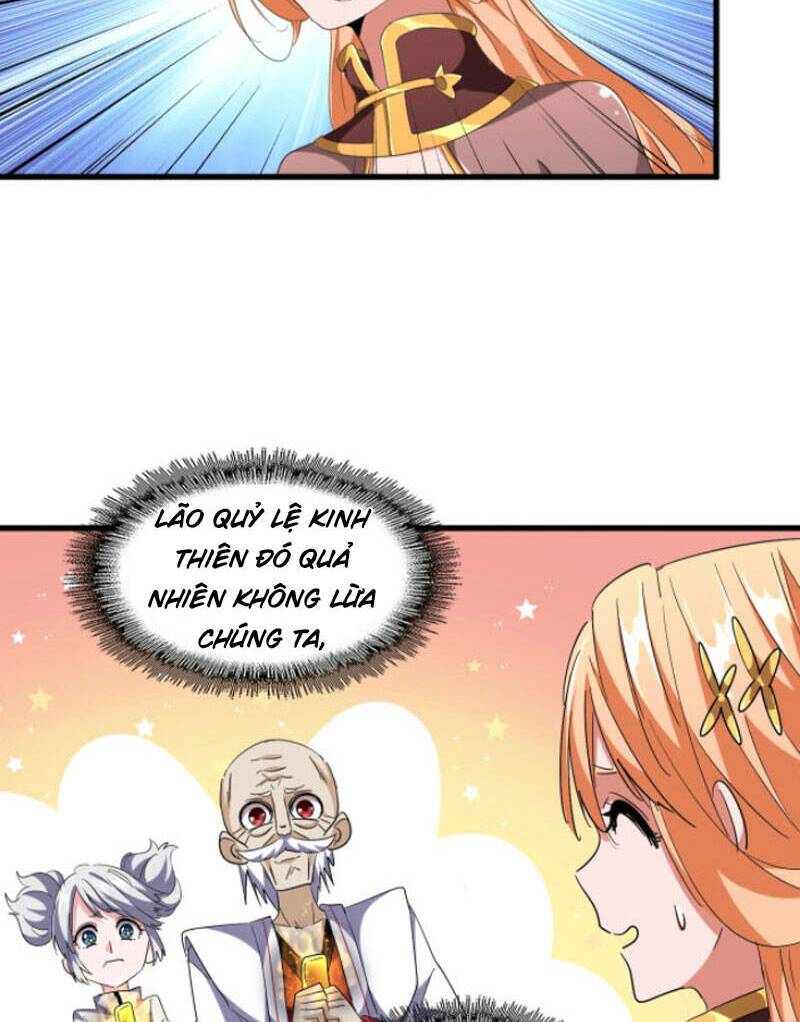 LÃO QUỶ LỆ KINH
THIÊN ĐÓ QUẢ
NHIÊN KHÔNG LỪA
CHÚNG TA,